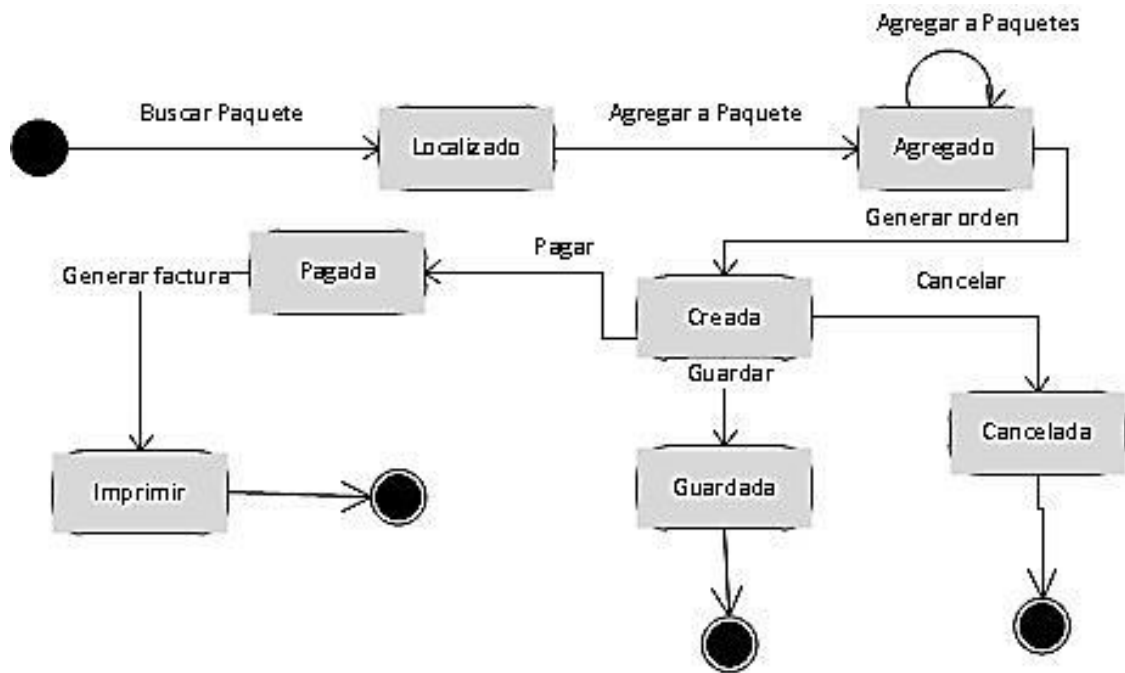 Agregar a Paquetes
Buscar Paquete
Agregar a Paquete
Localizado
Agregado
Generar orden
Pagar
Pagada
Generar factura
Cancelar
Creada
Guardar
Cancelada
Imprimir
Guardada